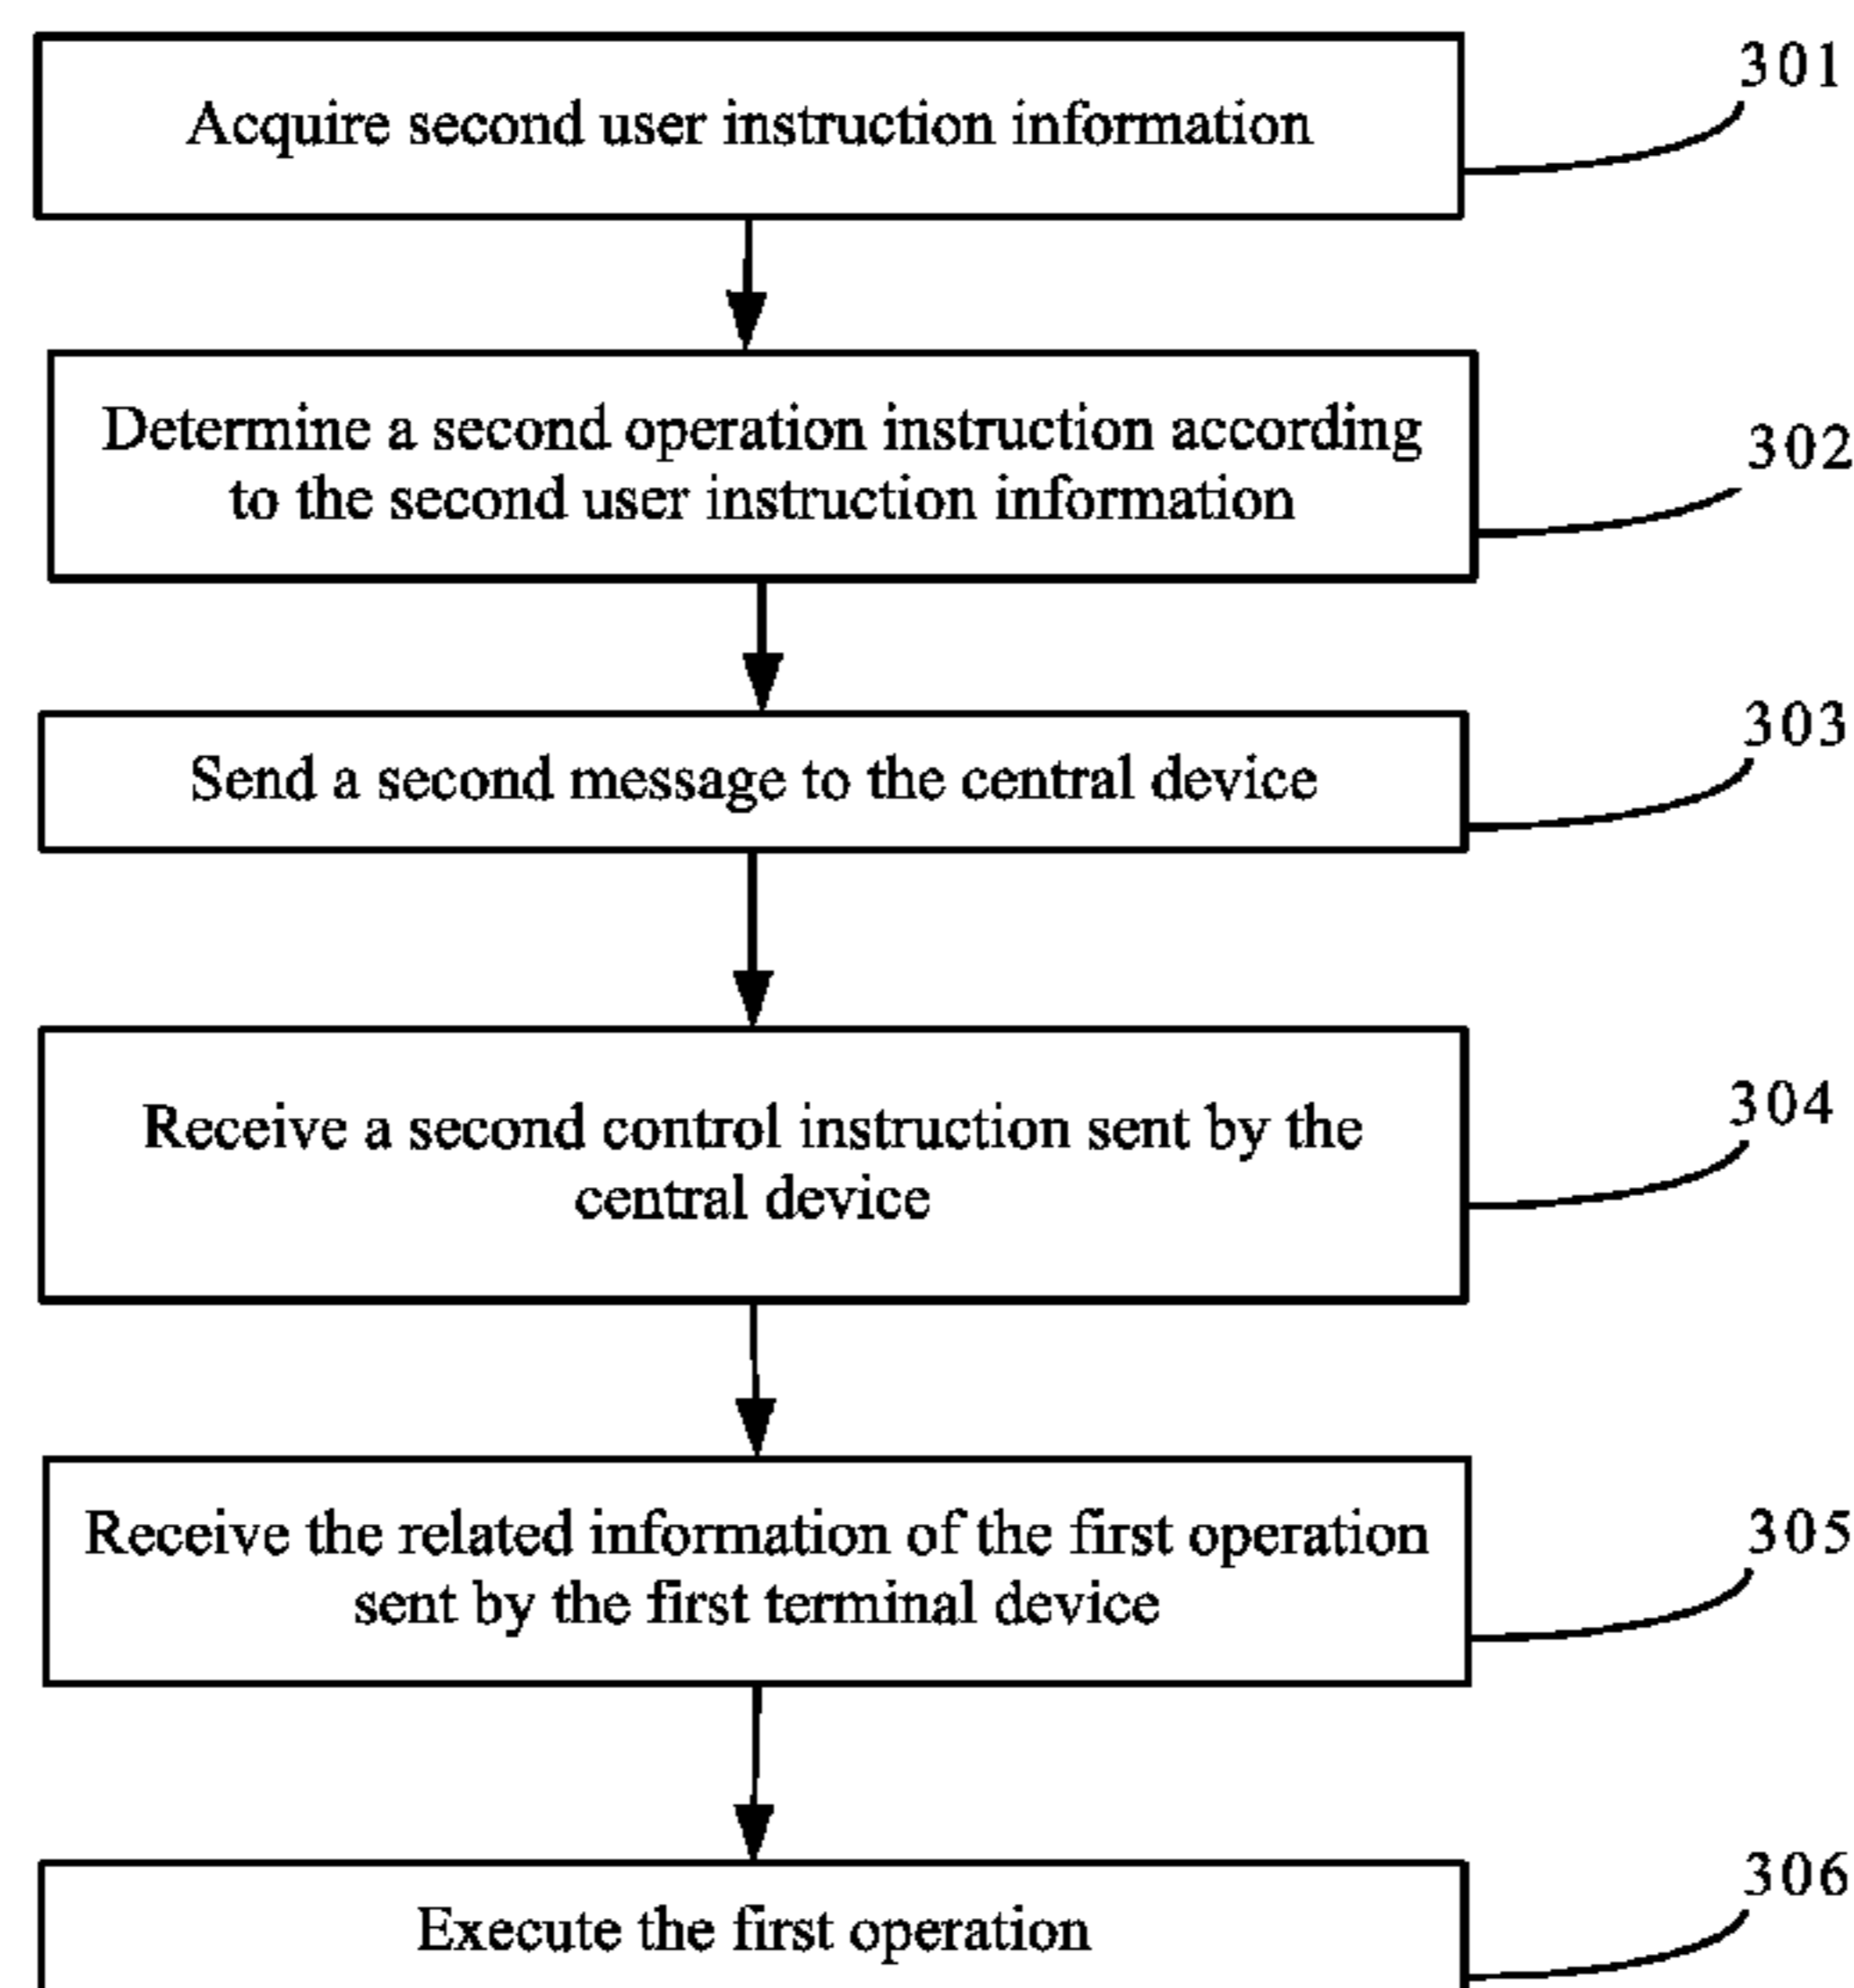 301
Acquire second user instruction information
Determine a second operation instruction according
to the second user instruction information
302
303
Send a second message to the central device
Receive a second control instruction sent by the
central device
304
Receive the related information of the first operation
sent by the first terminal device
305
306
Execute the first operation